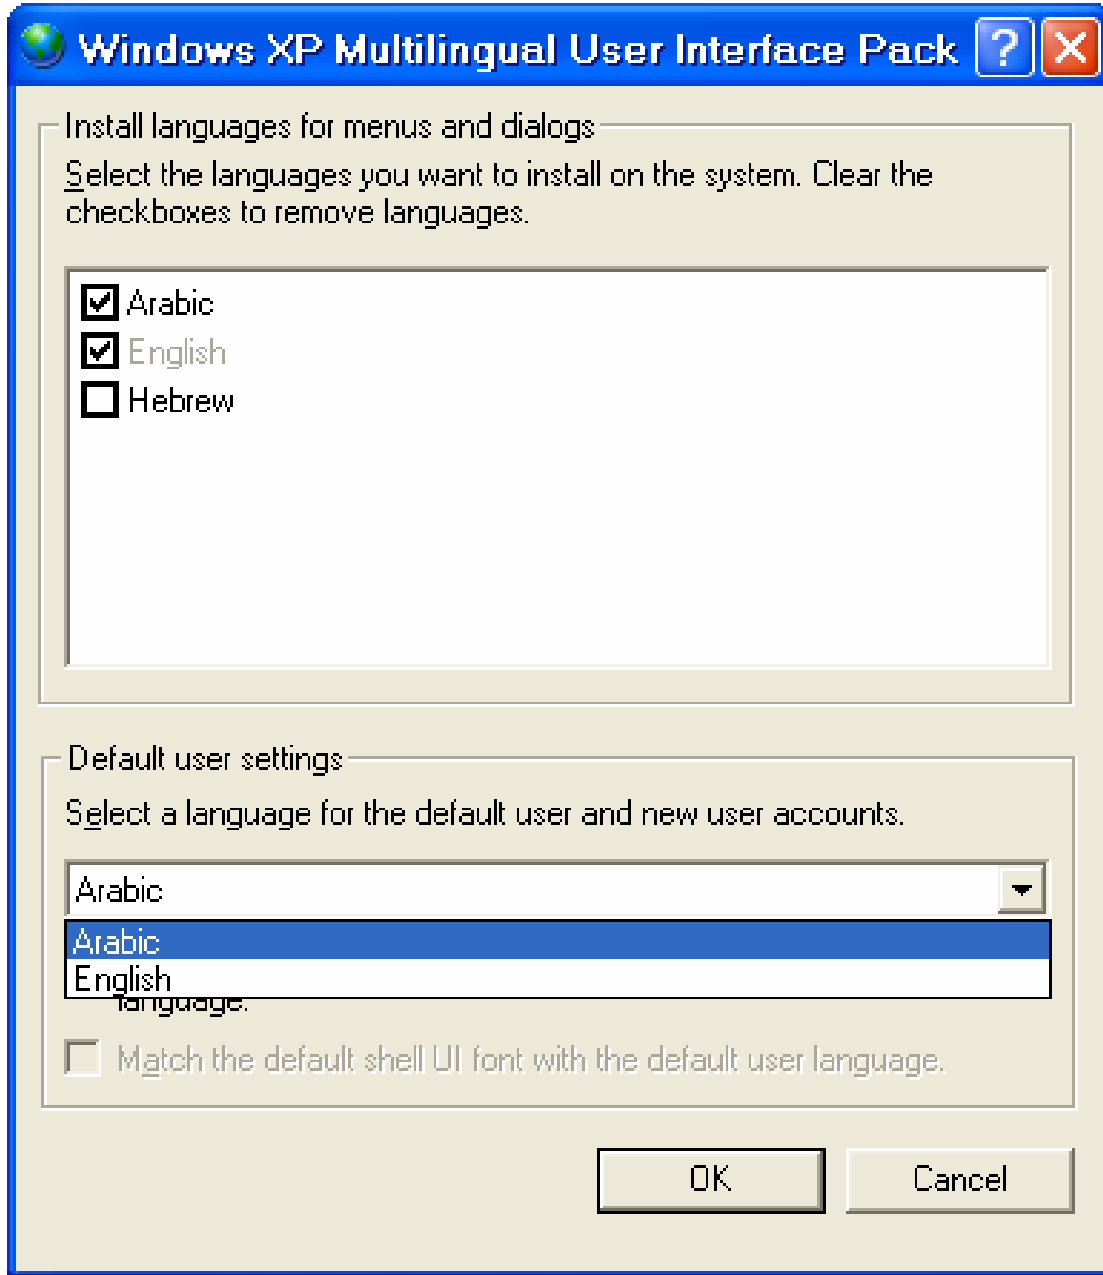 Windows XP Multilingual User Interface Pack
Install languages for menus and dialogs
Select the languages you want to install on the system. Clear the
checkboxes to remove languages.
Arabic
English
Hebrew
Default user settings
Select a language for the default user and new user accounts.
Arabic
Arabic
English
language.
Match the default shell UI font with the default user language.
OK
Cancel